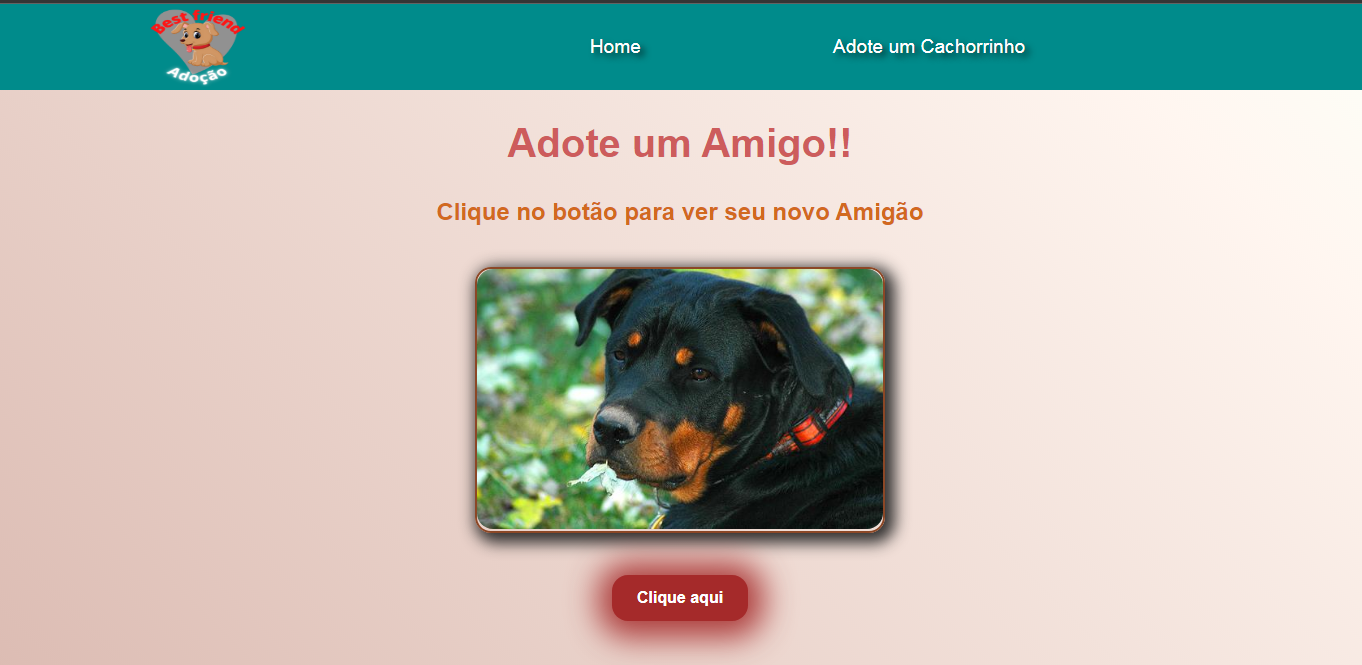 Best friend
Adoção
Home
Adote um Cachorrinho
Adote um Amigo!!
Clique no botão para ver seu novo Amigão
Clique aqui